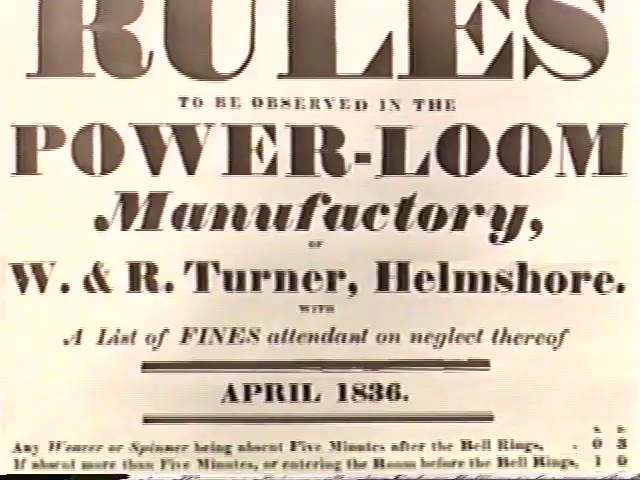 RULES
TO BE OBSERVED IN THE
POWER-LOOM
Manufactory,
OF
W. & R. Turner, Helmshore.
WITH
A List of FINES attendant on neglect thereof
APRIL 1836.
Any Weaver or Spinner being absent Five Minutes after the Bell Rings, . 0 3
If absent more than Five Minutes, or entering the Room before the Bell Rings, 1 0